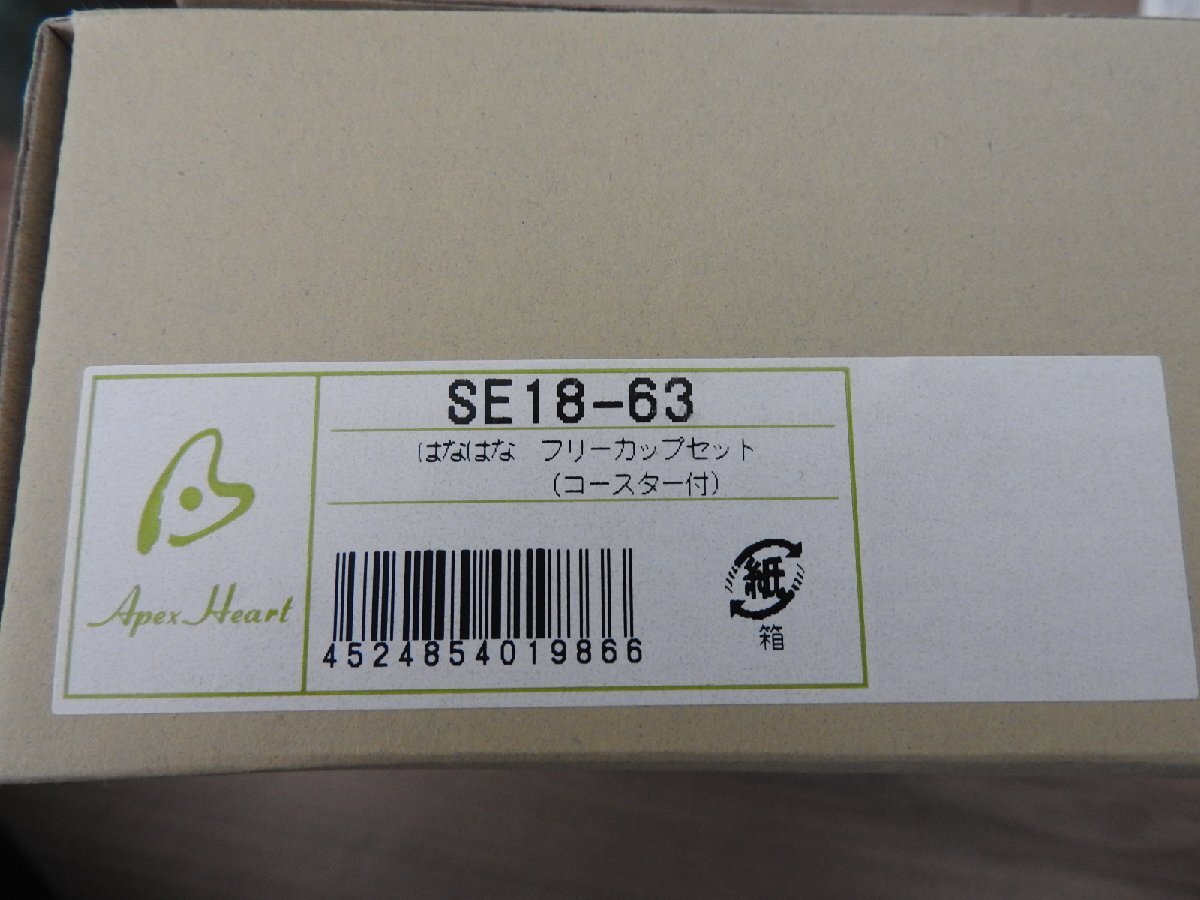 SE18-63
はなはな フリーカップセット
(コースター付)
Apex Heart
4524854019866
紙
箱